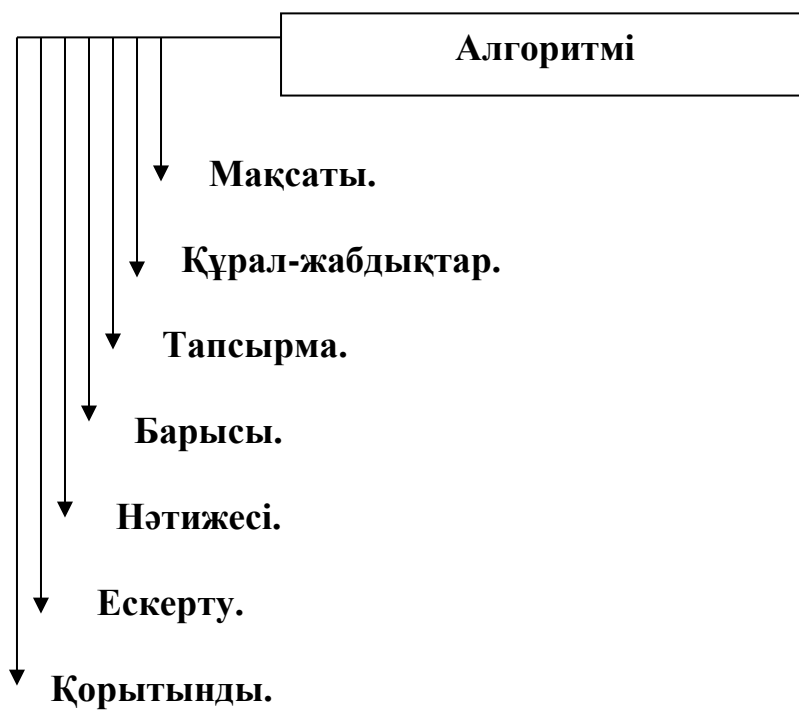 Алгоритмі
Мақсаты.
Құрал-жабдықтар.
Тапсырма.
Барысы.
Нәтижесі.
Ескерту.
Қорытынды.